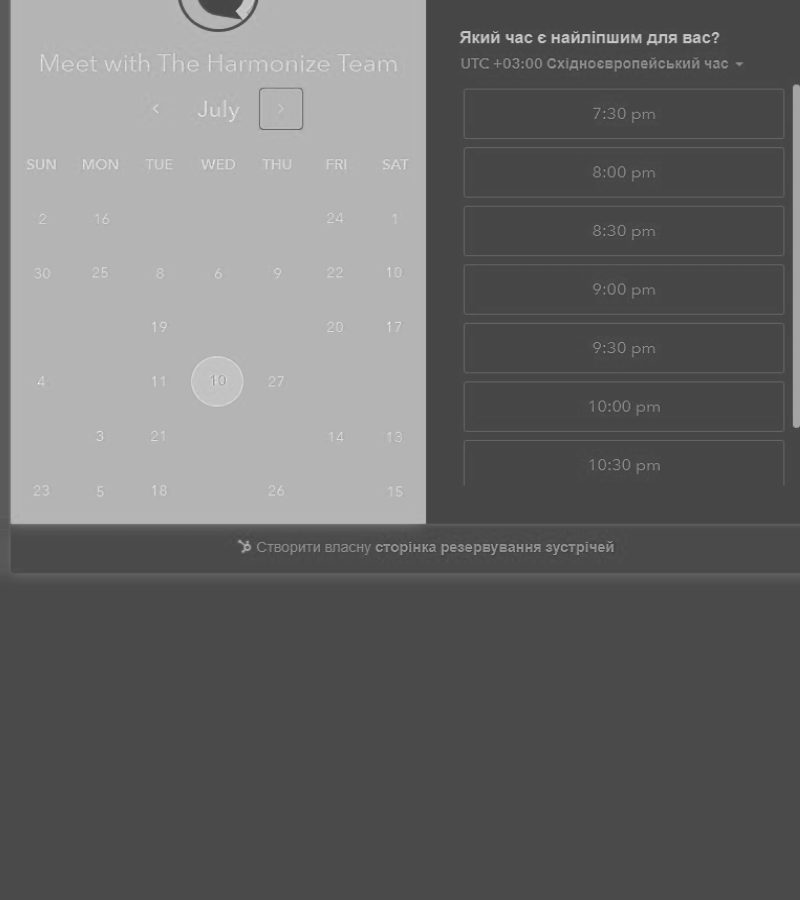 Meet with The Harmonize Team
July
SUN MON TUE WED THU FRI SAT
2 16 24 1
30 25 8 6 9 22 10
19 20 17
4 11 10 27
3 21 14 13
23 5 18 26 15
Який час є найліпшим для вас?
UTC +03:00 Східноєвропейський час
7:30 pm
8:00 pm
8:30 pm
9:00 pm
9:30 pm
10:00 pm
10:30 pm
Створити власну сторінка резервування зустрічей